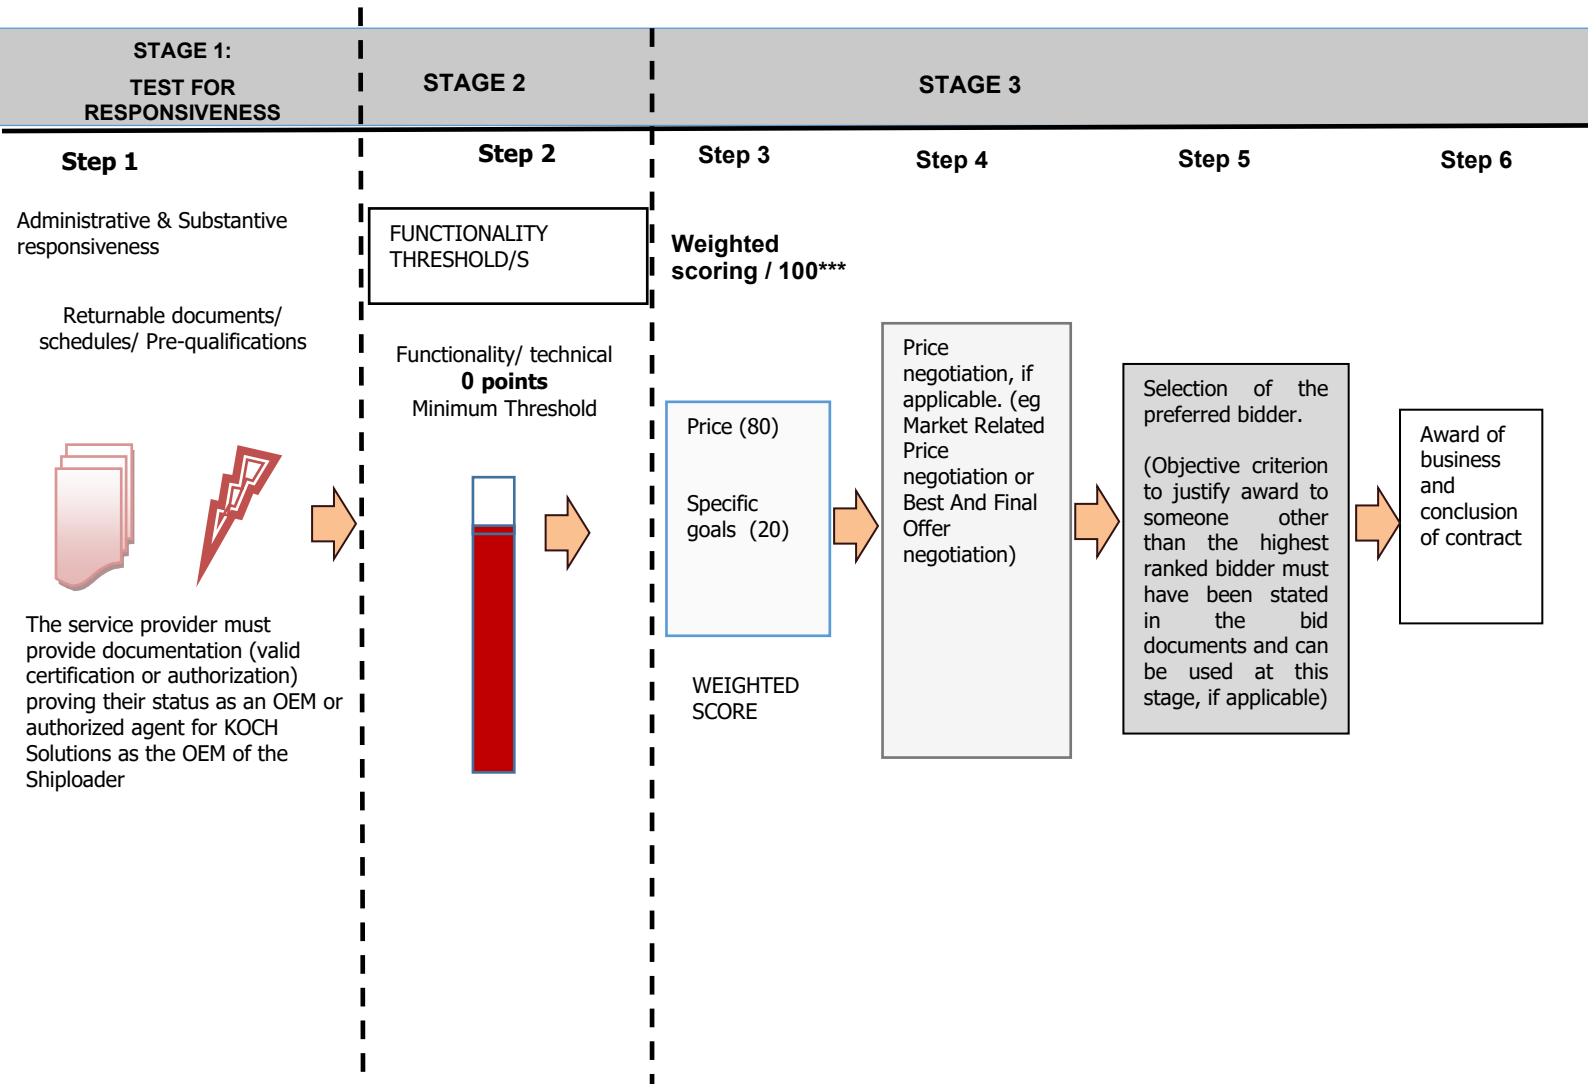 STAGE 1:
TEST FOR
RESPONSIVENESS
STAGE 2
STAGE 3
Step 1
Step 2
Step 3
Step 4
Step 5
Step 6
Administrative & Substantive
responsiveness
Returnable documents/
schedules/ Pre-qualifications
The service provider must
provide documentation (valid
certification or authorization)
proving their status as an OEM or
authorized agent for KOCH
Solutions as the OEM of the
Shiploader
FUNCTIONALITY
THRESHOLD/S
Functionality/ technical
0 points
Minimum Threshold
Weighted
scoring / 100***
Price (80)
Specific
goals (20)
WEIGHTED
SCORE
Price
negotiation, if
applicable. (eg
Market Related
Price
negotiation or
Best And Final
Offer
negotiation)
Selection of the
preferred bidder.
(Objective criterion
to justify award to
someone other
than the highest
ranked bidder must
have been stated
in the bid
documents and can
be used at this
stage, if applicable)
Award of
business
and
conclusion
of contract